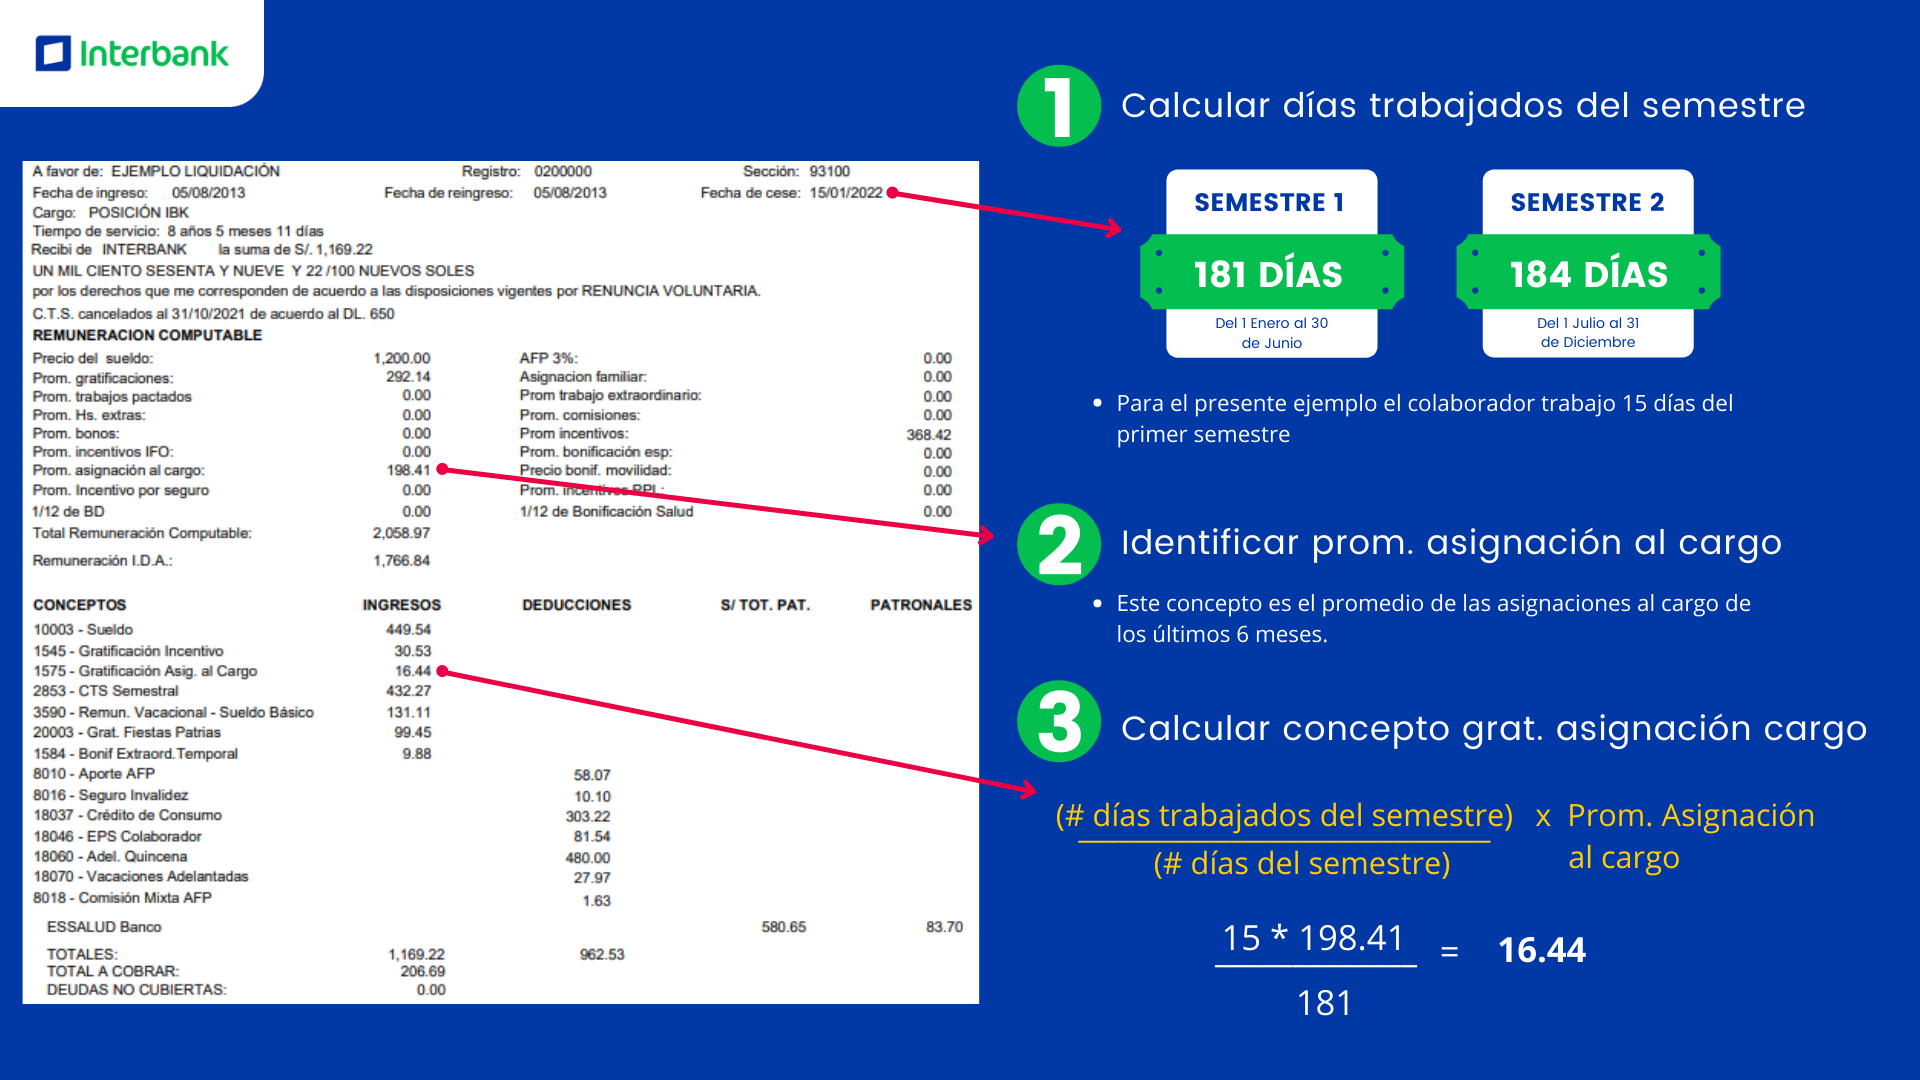 Interbank
A favor de: EJEMPLO LIQUIDACIÓN Registro: 0200000 Sección: 93100
Fecha de ingreso: 05/08/2013 Fecha de reingreso: 05/08/2013 Fecha de cese: 15/01/2022
Cargo: POSICIÓN IBK
Tiempo de servicio: 8 años 5 meses 11 días
Recibi de INTERBANK la suma de S/. 1,169.22
UN MIL CIENTO SESENTA Y NUEVE Y 22 /100 NUEVOS SOLES
por los derechos que me corresponden de acuerdo a las disposiciones vigentes por RENUNCIA VOLUNTARIA.
C.T.S. cancelados al 31/10/2021 de acuerdo al DL. 650
REMUNERACION COMPUTABLE
Precio del sueldo: 1,200.00 AFP 3%: 0.00
Prom. gratificaciones: 292.14 Asignacion familiar: 0.00
Prom. trabajos pactados 0.00 Prom trabajo extraordinario: 0.00
Prom. Hs. extras: 0.00 Prom. comisiones: 0.00
Prom. bonos: 0.00 Prom incentivos: 368.42
Prom. incentivos IFO: 0.00 Prom. bonificación esp: 0.00
Prom. asignación al cargo: 198.41 Precio bonif. movilidad: 0.00
Prom. Incentivo por seguro 0.00 Prom. incentivos PPL: 0.00
1/12 de BD 0.00 1/12 de Bonificación Salud 0.00
Total Remuneración Computable: 2,058.97
Remuneración I.D.A.: 1,766.84
CONCEPTOS INGRESOS DEDUCCIONES S/ TOT. PAT. PATRONALES
10003 - Sueldo 449.54
1545 - Gratificación Incentivo 30.53
1575 - Gratificación Asig. al Cargo 16.44
2853 - CTS Semestral 432.27
3590 - Remun. Vacacional - Sueldo Básico 131.11
20003 - Grat. Fiestas Patrias 99.45
1584 - Bonif Extraord.Temporal 9.88
8010 - Aporte AFP 58.07
8016 - Seguro Invalidez 10.10
18037 - Crédito de Consumo 303.22
18046 - EPS Colaborador 81.54
18060 - Adel. Quincena 480.00
18070 - Vacaciones Adelantadas 27.97
8018 - Comisión Mixta AFP 1.63
ESSALUD Banco 580.65 83.70
TOTALES: 1,169.22 962.53
TOTAL A COBRAR: 206.69
DEUDAS NO CUBIERTAS: 0.00
1 Calcular días trabajados del semestre
SEMESTRE 1
181 DÍAS
Del 1 Enero al 30
de Junio
SEMESTRE 2
184 DÍAS
Del 1 Julio al 31
de Diciembre
• Para el presente ejemplo el colaborador trabajo 15 días del
primer semestre
2 Identificar prom. asignación al cargo
• Este concepto es el promedio de las asignaciones al cargo de
los últimos 6 meses.
3 Calcular concepto grat. asignación cargo
(# días trabajados del semestre) x Prom. Asignación
(# días del semestre) al cargo
15 * 198.41 = 16.44
181